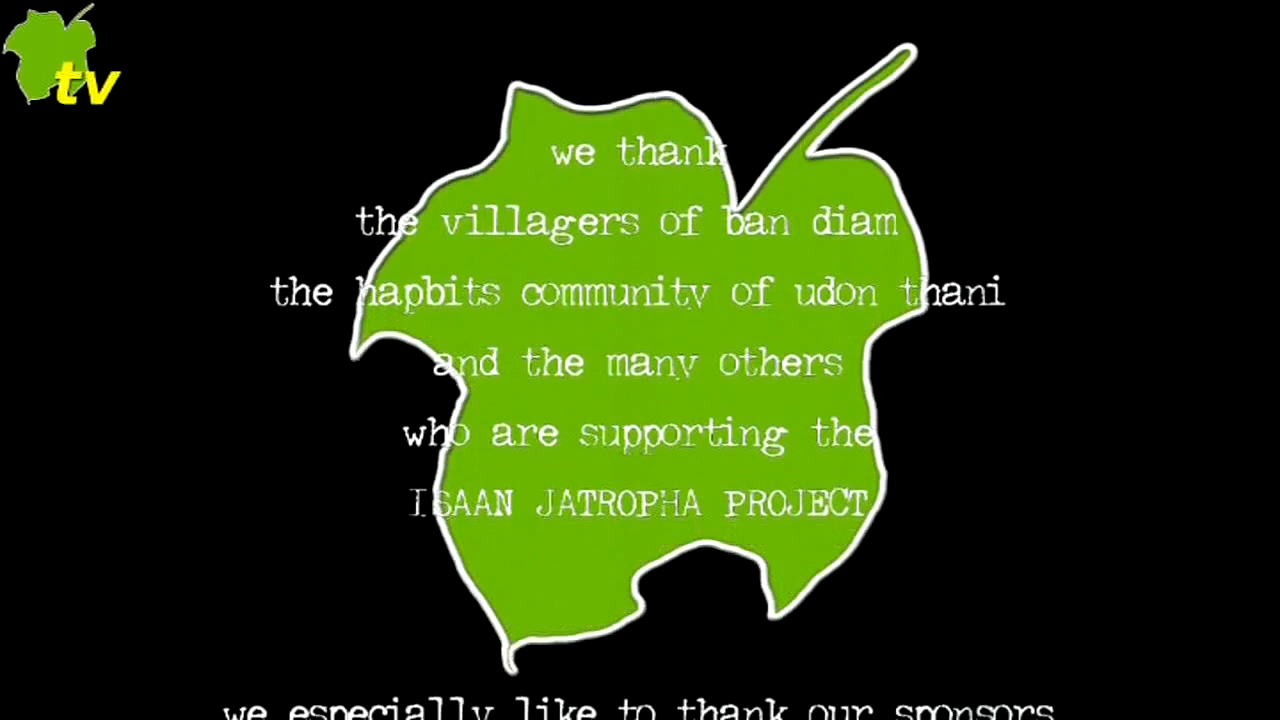 tv
we thank
the villagers of ban diam
the hapbits community of udon thani
and the many others
who are supporting the
ISAAN JATROPHA PROJECT
we especially like to thank our sponsors